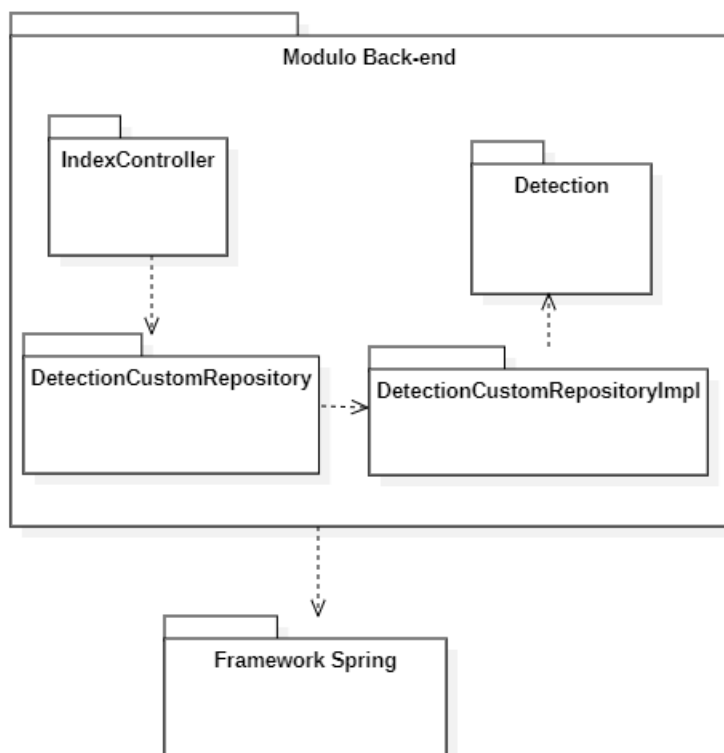 Modulo Back-end
IndexController
Detection
DetectionCustomRepository
DetectionCustomRepositoryImpl
Framework Spring